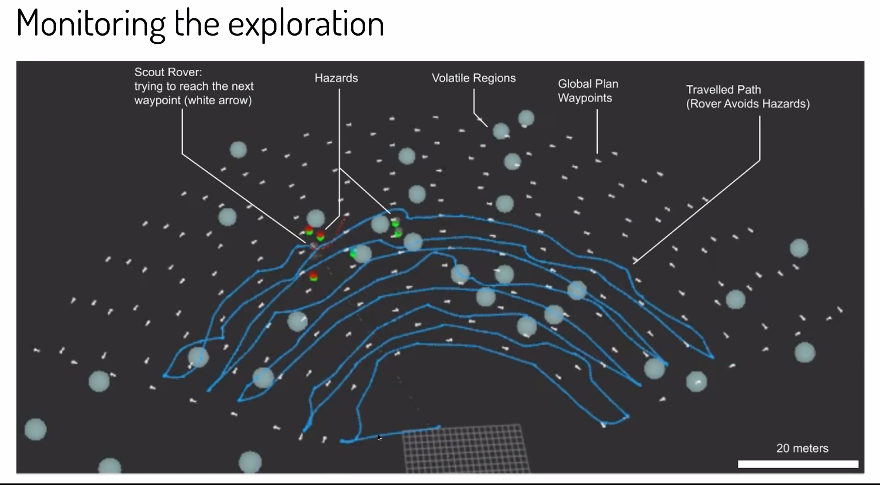 Monitoring the exploration
Scout Rover:
trying to reach the next
waypoint (white arrow)
Hazards
Volatile Regions
Global Plan
Waypoints
Travelled Path
(Rover Avoids Hazards)
20 meters